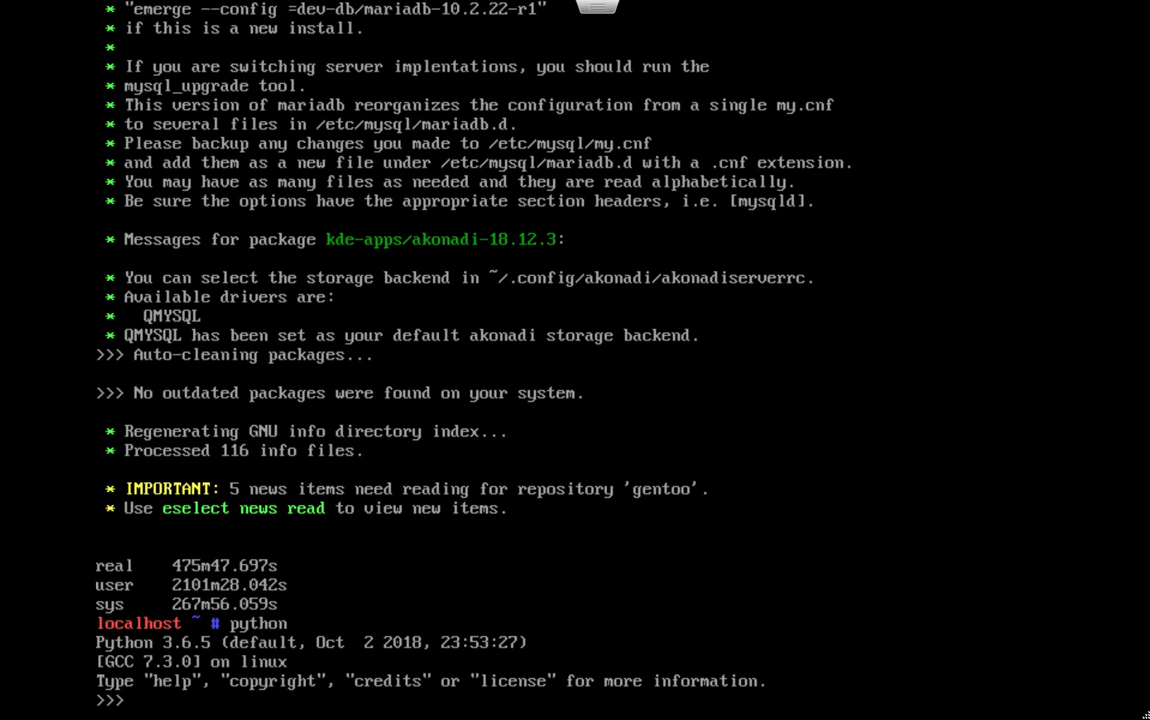 * "emerge --config =dev-db/mariadb-10.2.22-r1"
* if this is a new install.
*
* If you are switching server implentations, you should run the
* mysql_upgrade tool.
* This version of mariadb reorganizes the configuration from a single my.cnf
* to several files in /etc/mysql/mariadb.d.
* Please backup any changes you made to /etc/mysql/my.cnf
* and add them as a new file under /etc/mysql/mariadb.d with a .cnf extension.
* You may have as many files as needed and they are read alphabetically.
* Be sure the options have the appropriate section headers, i.e. [mysqld].
* Messages for package kde-apps/akonadi-18.12.3:
* You can select the storage backend in ~/.config/akonadi/akonadiserverrc.
* Available drivers are:
*   QMYSQL
* QMYSQL has been set as your default akonadi storage backend.
>>> Auto-cleaning packages...
>>> No outdated packages were found on your system.
* Regenerating GNU info directory index...
* Processed 116 info files.
* IMPORTANT: 5 news items need reading for repository 'gentoo'.
* Use eselect news read to view new items.
real    475m47.697s
user    2101m28.042s
sys     267m56.059s
localhost ~ # python
Python 3.6.5 (default, Oct  2 2018, 23:53:27)
[GCC 7.3.0] on linux
Type "help", "copyright", "credits" or "license" for more information.
>>>